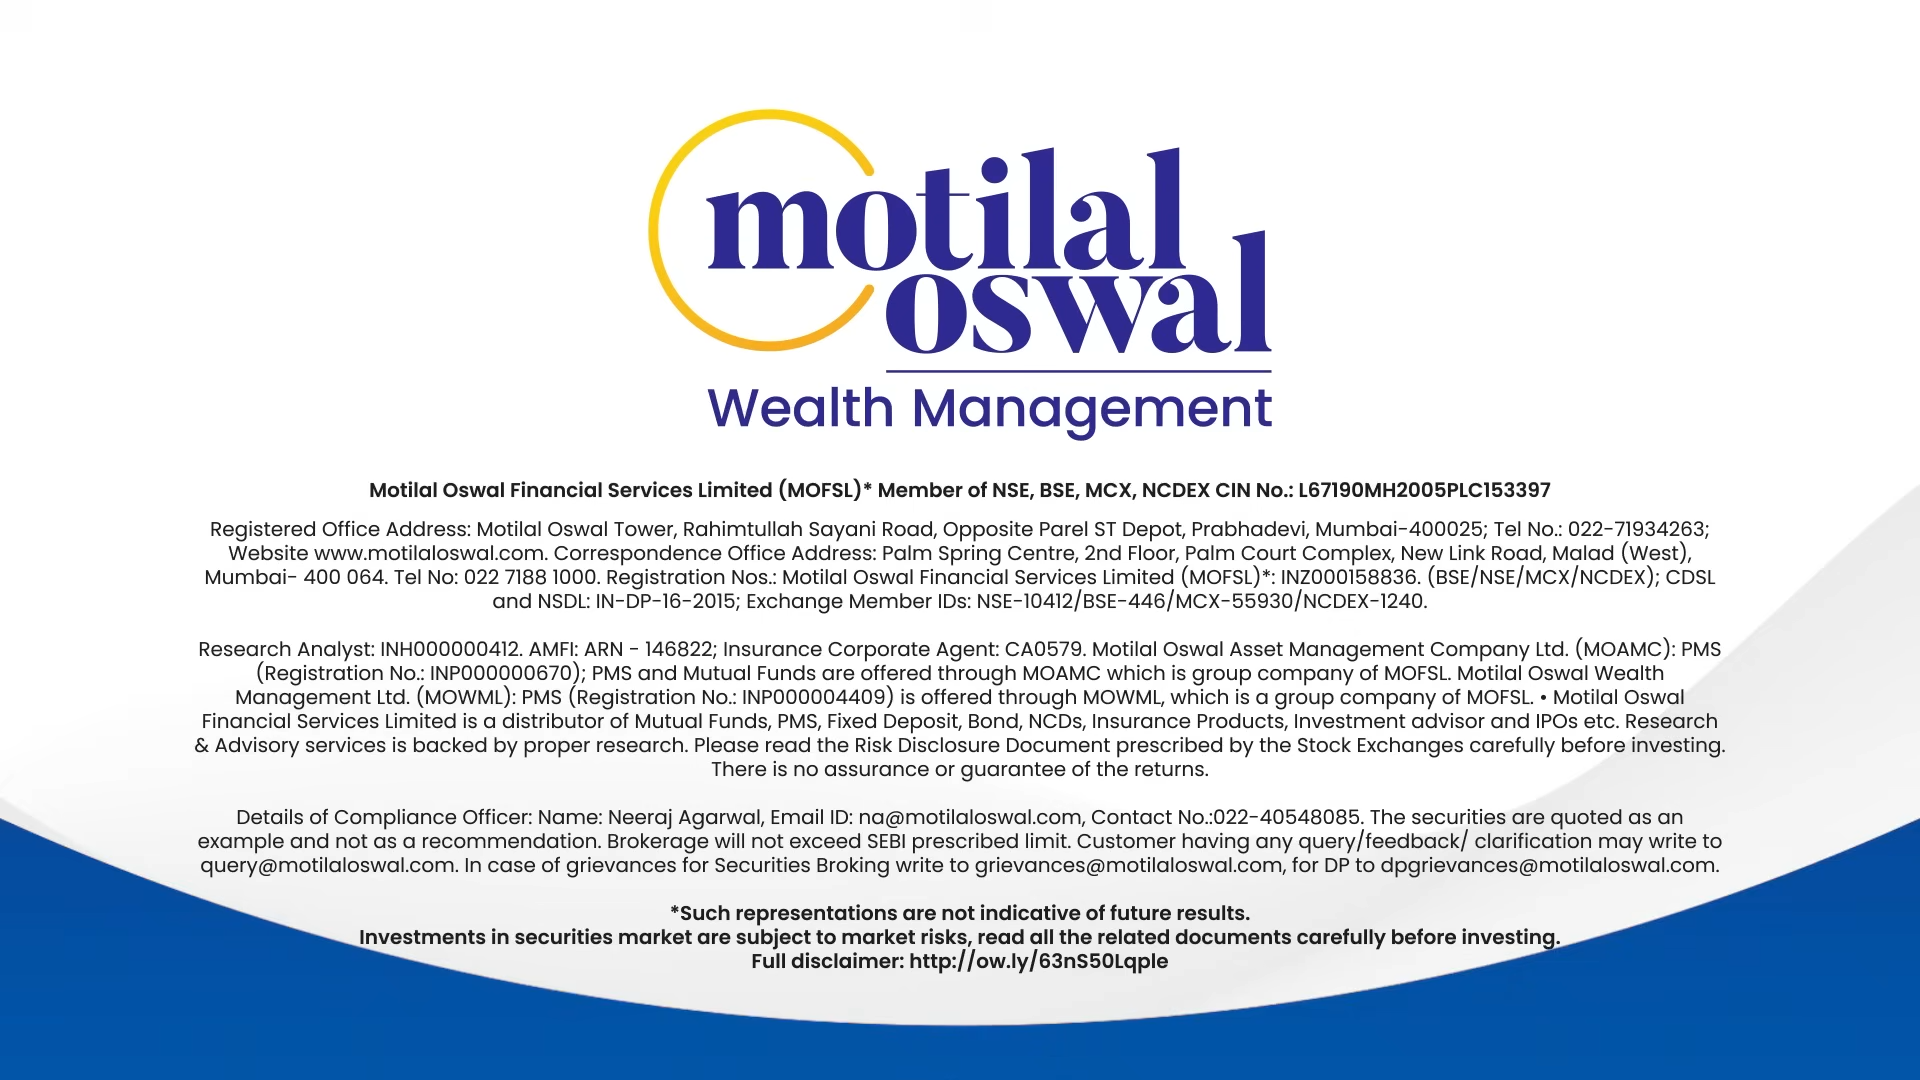 motilal
oswal
Wealth Management
Motilal Oswal Financial Services Limited (MOFSL)* Member of NSE, BSE, MCX, NCDEX CIN No.: L67190MH2005PLC153397
Registered Office Address: Motilal Oswal Tower, Rahimtullah Sayani Road, Opposite Parel ST Depot, Prabhadevi, Mumbai-400025; Tel No.: 022-71934263;
Website www.motilaloswal.com. Correspondence Office Address: Palm Spring Centre, 2nd Floor, Palm Court Complex, New Link Road, Malad (West),
Mumbai- 400 064. Tel No: 022 7188 1000. Registration Nos.: Motilal Oswal Financial Services Limited (MOFSL)*: INZ000158836. (BSE/NSE/MCX/NCDEX); CDSL
and NSDL: IN-DP-16-2015; Exchange Member IDs: NSE-10412/BSE-446/MCX-55930/NCDEX-1240.
Research Analyst: INH000000412. AMFI: ARN - 146822; Insurance Corporate Agent: CA0579. Motilal Oswal Asset Management Company Ltd. (MOAMC): PMS
(Registration No.: INP000000670); PMS and Mutual Funds are offered through MOAMC which is group company of MOFSL. Motilal Oswal Wealth
Management Ltd. (MOWML): PMS (Registration No.: INP000004409) is offered through MOWML, which is a group company of MOFSL. • Motilal Oswal
Financial Services Limited is a distributor of Mutual Funds, PMS, Fixed Deposit, Bond, NCDs, Insurance Products, Investment advisor and IPOs etc. Research
& Advisory services is backed by proper research. Please read the Risk Disclosure Document prescribed by the Stock Exchanges carefully before investing.
There is no assurance or guarantee of the returns.
Details of Compliance Officer: Name: Neeraj Agarwal, Email ID: na@motilaloswal.com, Contact No.:022-40548085. The securities are quoted as an
example and not as a recommendation. Brokerage will not exceed SEBI prescribed limit. Customer having any query/feedback/ clarification may write to
query@motilaloswal.com. In case of grievances for Securities Broking write to grievances@motilaloswal.com, for DP to dpgrievances@motilaloswal.com.
*Such representations are not indicative of future results.
Investments in securities market are subject to market risks, read all the related documents carefully before investing.
Full disclaimer: http://ow.ly/63nS50Lqple